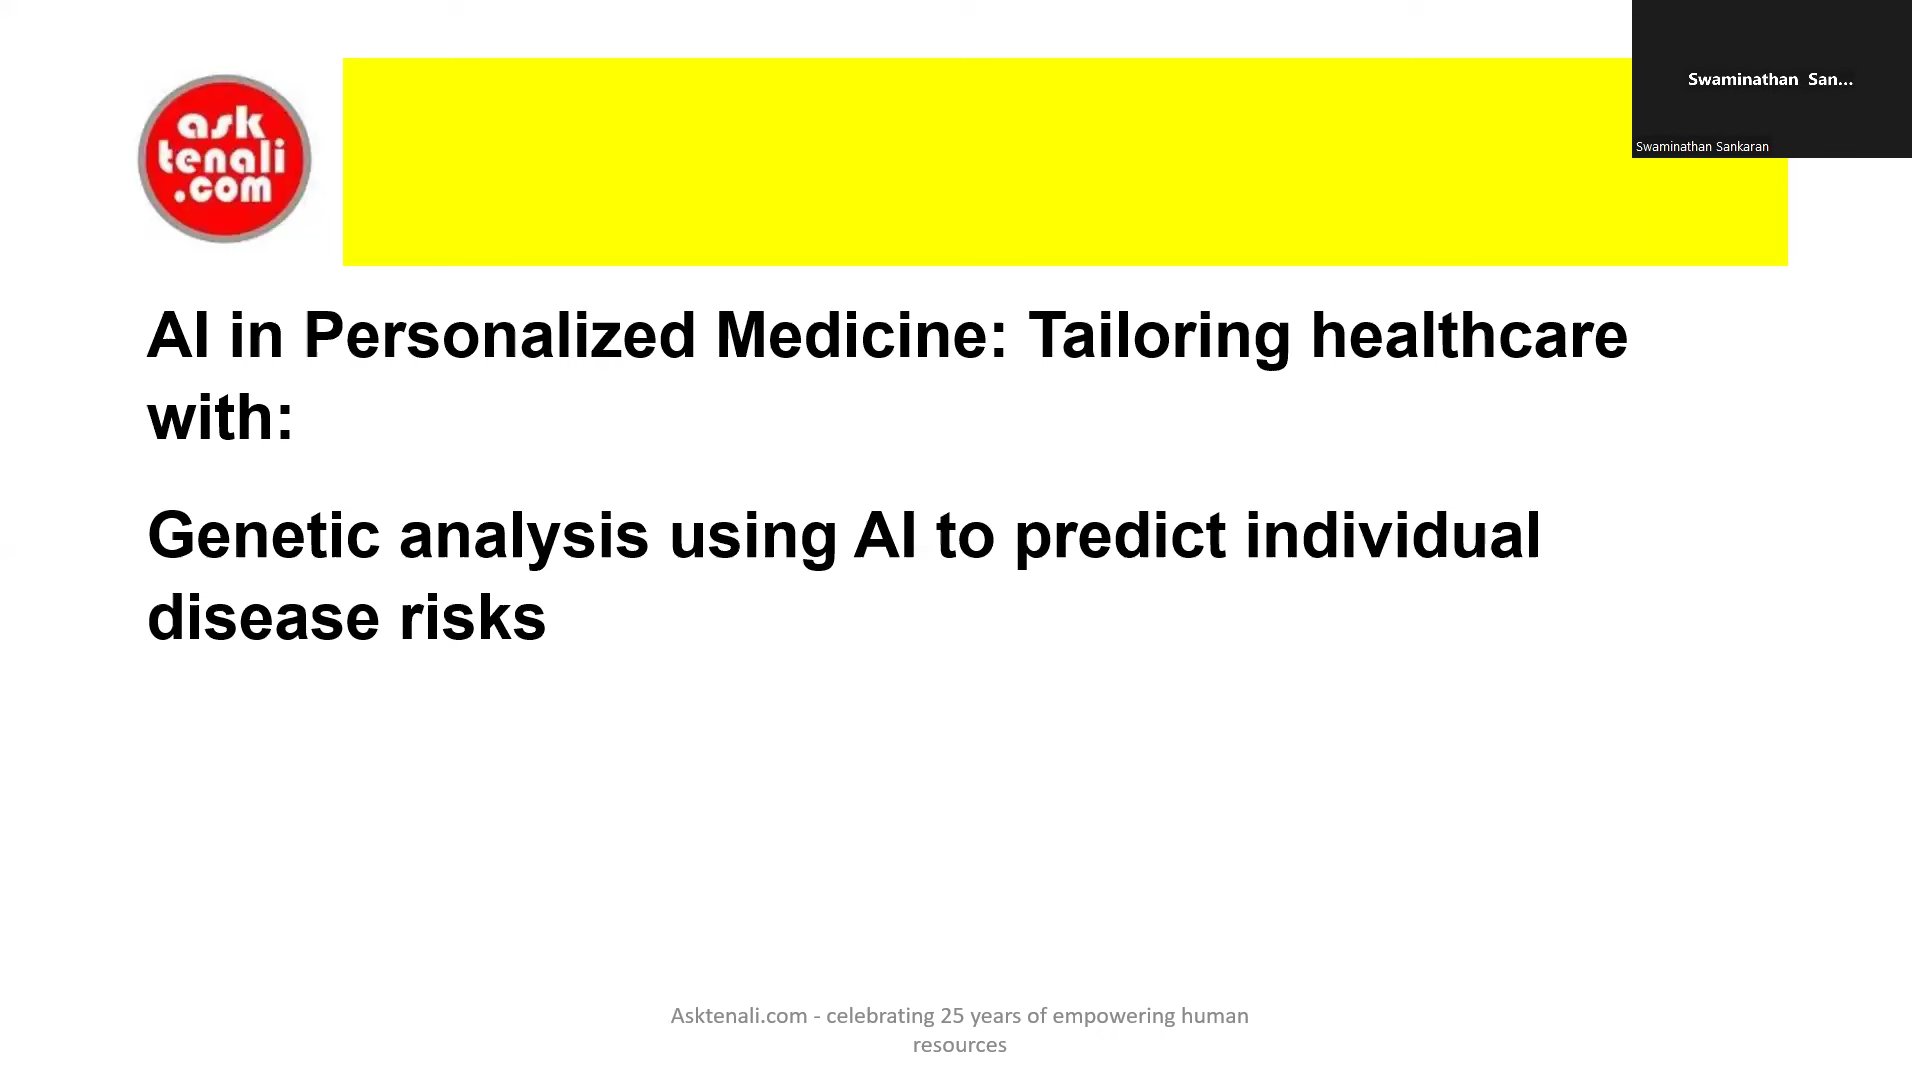 ask
tenali
.com
Swaminathan San...
Swaminathan Sankaran
AI in Personalized Medicine: Tailoring healthcare
with:
Genetic analysis using AI to predict individual
disease risks
Asktenali.com - celebrating 25 years of empowering human
resources